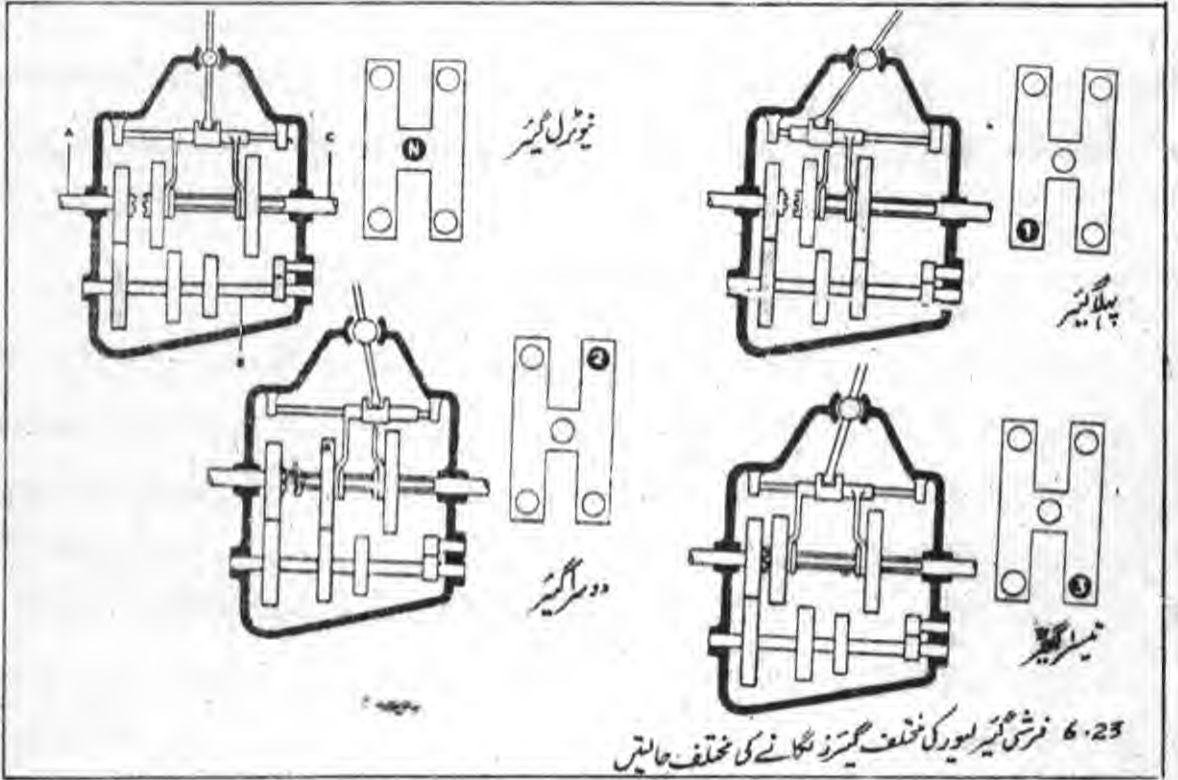 A
C
N
نیوٹرل گیئر
B
1
پہلا گیئر
2
دوسرا گیئر
3
تیسرا گیئر
6.23 فرشی گیئر لیور کی مختلف گیئرز لگانے کی مختلف حالتیں